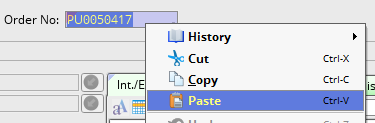 Order No: PU0050417
History
Cut Ctrl-X
Copy Ctrl-C
Int./E
Paste Ctrl-V